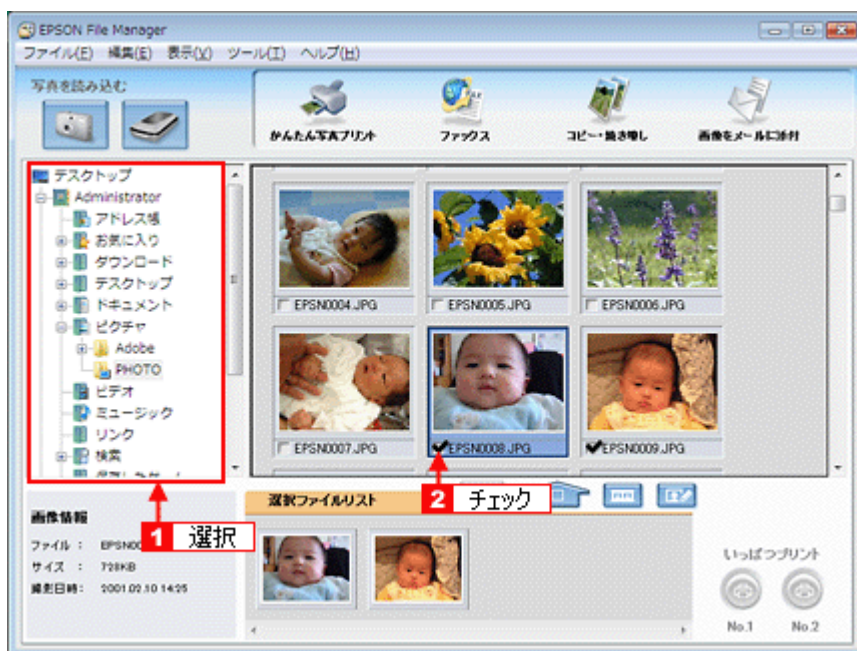 EPSON File Manager
ファイル(F) 編集(E) 表示(V) ツール(T) ヘルプ(H)
写真を読み込む
かんたん写真プリント ファックス コピー・焼き増し 画像をメールに添付
デスクトップ
Administrator
アドレス帳
お気に入り
ダウンロード
デスクトップ
ドキュメント
ピクチャ
Adobe
PHOTO
ビデオ
ミュージック
リンク
検索
EPSN0004.JPG EPSN0005.JPG EPSN0006.JPG
EPSN0007.JPG EPSN0008.JPG EPSN0009.JPG
1 選択
2 チェック
画像情報
ファイル :
サイズ : 728KB
撮影日時: 2001.02.10 14:25
選択ファイルリスト
いっぱつプリント
No.1 No.2